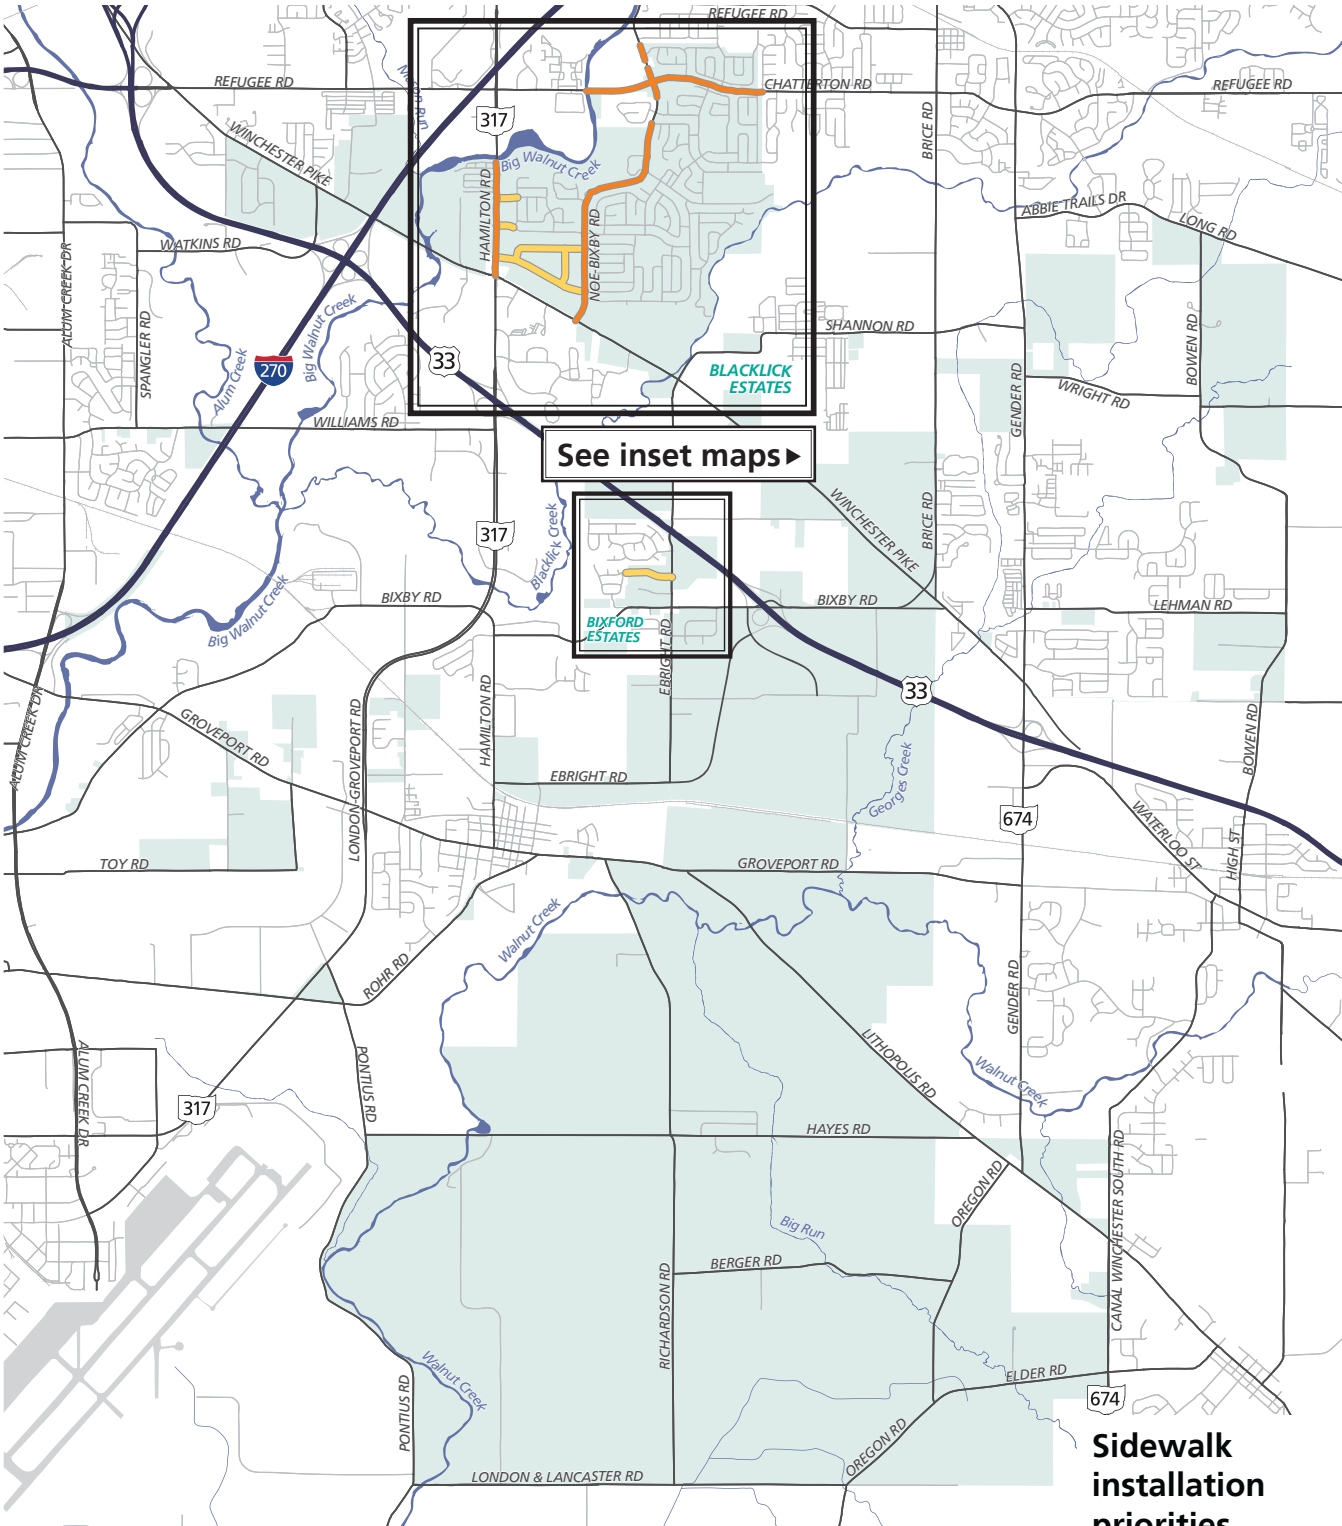 REFUGEE RD
REFUGEE RD
CHATTERTON RD
REFUGEE RD
Mason Run
317
WINCHESTER PIKE
Big Walnut Creek
BRICE RD
HAMILTON RD
NOE-BIXBY RD
ABBIE TRAILS DR
LONG RD
WATKINS RD
ALUM CREEK DR
SPANGLER RD
Big Walnut Creek
Alum Creek
270
33
SHANNON RD
BOWEN RD
GENDER RD
WRIGHT RD
BLACKLICK
ESTATES
WILLIAMS RD
See inset maps
317
Blacklick Creek
WINCHESTER PIKE
BRICE RD
BIXBY RD
Big Walnut Creek
BIXFORD
ESTATES
EBRIGHT RD
BIXBY RD
LEHMAN RD
33
ALUM CREEK DR
GROVEPORT RD
LONDON-GROVEPORT RD
HAMILTON RD
EBRIGHT RD
Georges Creek
BOWEN RD
674
WATERLOO ST
HIGH ST
TOY RD
GROVEPORT RD
Walnut Creek
ROHR RD
GENDER RD
LITHOPOLIS RD
Walnut Creek
ALUM CREEK DR
PONTIUS RD
317
HAYES RD
OREGON RD
CANAL WINCHESTER SOUTH RD
Big Run
BERGER RD
RICHARDSON RD
Walnut Creek
PONTIUS RD
ELDER RD
674
OREGON RD
LONDON & LANCASTER RD
Sidewalk
installation
priorities